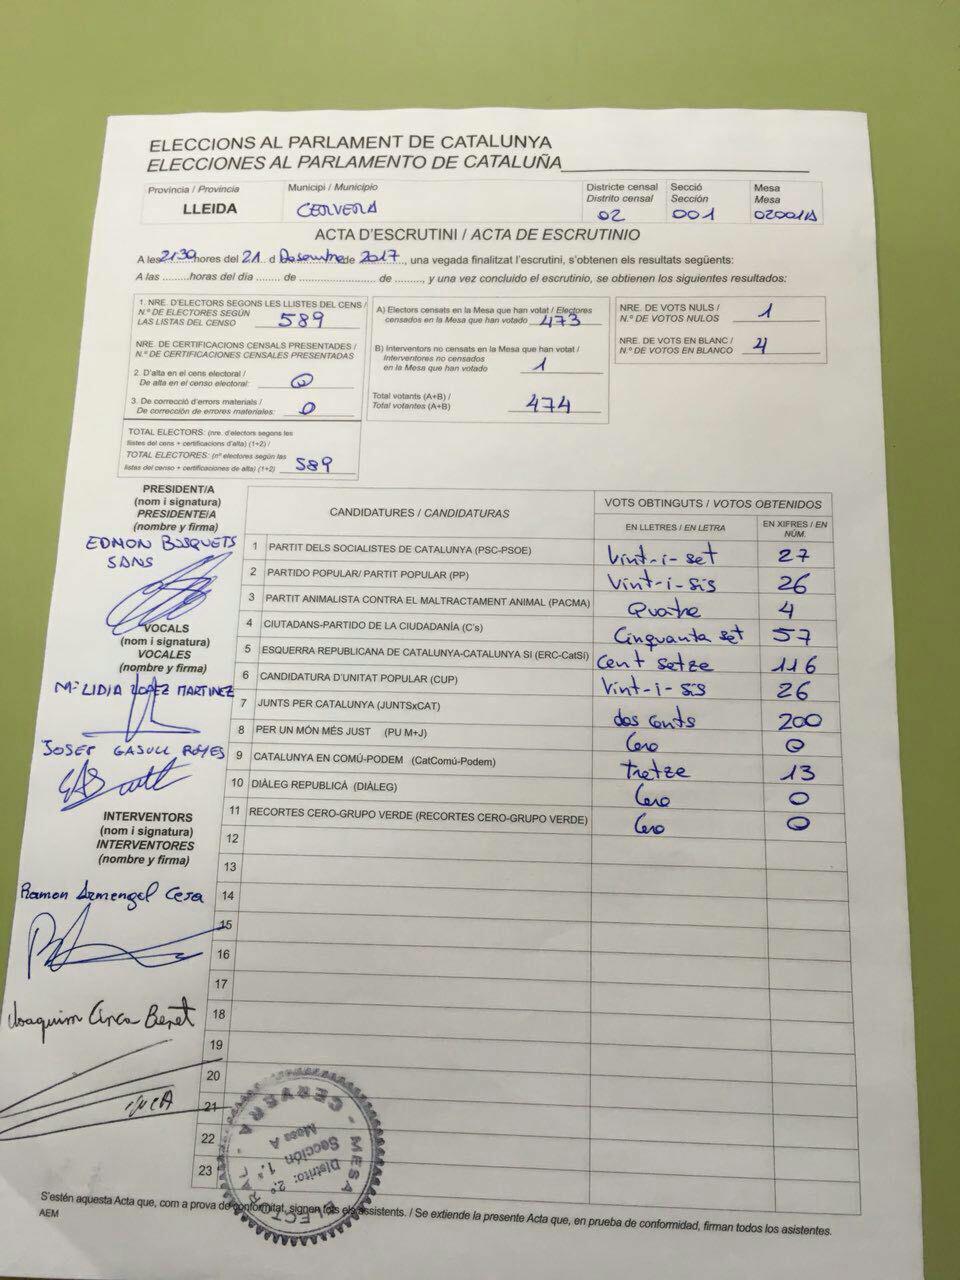 ELECCIONS AL PARLAMENT DE CATALUNYA
ELECCIONES AL PARLAMENTO DE CATALUÑA
Província / Provincia
LLEIDA
Municipi / Municipio
CERVERA
Districte censal
Distrito censal
02
Secció
Sección
001
Mesa
Mesa
02001A
ACTA D'ESCRUTINI / ACTA DE ESCRUTINIO
A les 21:30 hores del 21 d Desembre de 2017, una vegada finalitzat l'escrutini, s'obtenen els resultats següents:
A las .........horas del día ....... de ........................ de ........, y una vez concluido el escrutinio, se obtienen los siguientes resultados:
1. NRE. D'ELECTORS SEGONS LES LLISTES DEL CENS /
N.º DE ELECTORES SEGÚN
LAS LISTAS DEL CENSO 589
NRE. DE CERTIFICACIONS CENSALS PRESENTADES /
N.º DE CERTIFICACIONES CENSALES PRESENTADAS
2. D'alta en el cens electoral /
De alta en el censo electoral: 0
3. De correcció d'errors materials /
De corrección de errores materiales: 0
TOTAL ELECTORS: (nre. d'electors segons les
llistes del cens + certificacions d'alta) (1+2) /
TOTAL ELECTORES: (nº electores según las
listas del censo + certificaciones de alta) (1+2) 589
A) Electors censats en la Mesa que han votat / Electores
censados en la Mesa que han votado 473
B) Interventors no censats en la Mesa que han votat /
Interventores no censados
en la Mesa que han votado 1
Total votants (A+B) /
Total votantes (A+B) 474
NRE. DE VOTS NULS /
N.º DE VOTOS NULOS 1
NRE. DE VOTS EN BLANC /
N.º DE VOTOS EN BLANCO 4
PRESIDENT/A
(nom i signatura)
PRESIDENTE/A
(nombre y firma)
EDMON BOSQUETS
SANS
VOCALS
(nom i signatura)
VOCALES
(nombre y firma)
Mª LIDIA LOPEZ MARTINEZ
JOSEP GASULL ROYES
INTERVENTORS
(nom i signatura)
INTERVENTORES
(nombre y firma)
Ramon Armengol Cesa
Joaquim Circa Benet
CANDIDATURES / CANDIDATURAS
VOTS OBTINGUTS / VOTOS OBTENIDOS
EN LLETRES / EN LETRA
EN XIFRES / EN NÚM.
1 PARTIT DELS SOCIALISTES DE CATALUNYA (PSC-PSOE) Vint-i-set 27
2 PARTIDO POPULAR/ PARTIT POPULAR (PP) Vint-i-sis 26
3 PARTIT ANIMALISTA CONTRA EL MALTRACTAMENT ANIMAL (PACMA) Quatre 4
4 CIUTADANS-PARTIDO DE LA CIUDADANÍA (C's) Cinquanta set 57
5 ESQUERRA REPUBLICANA DE CATALUNYA-CATALUNYA SÍ (ERC-CatSí) Cent setze 116
6 CANDIDATURA D'UNITAT POPULAR (CUP) Vint-i-sis 26
7 JUNTS PER CATALUNYA (JUNTSxCAT) dos cents 200
8 PER UN MÓN MÉS JUST (PU M+J) Cero 0
9 CATALUNYA EN COMÚ-PODEM (CatComú-Podem) tretze 13
10 DIÀLEG REPUBLICÀ (DIÀLEG) Cero 0
11 RECORTES CERO-GRUPO VERDE (RECORTES CERO-GRUPO VERDE) Cero 0
12
13
14
15
16
17
18
19
20
21
22
23
MESA ELECTORAL - CERVERA -
Distrito: 2.º
Sección 1.ª
Mesa A
S'estén aquesta Acta que, com a prova de conformitat, signen tots els assistents. / Se extiende la presente Acta que, en prueba de conformidad, firman todos los asistentes.
AEM